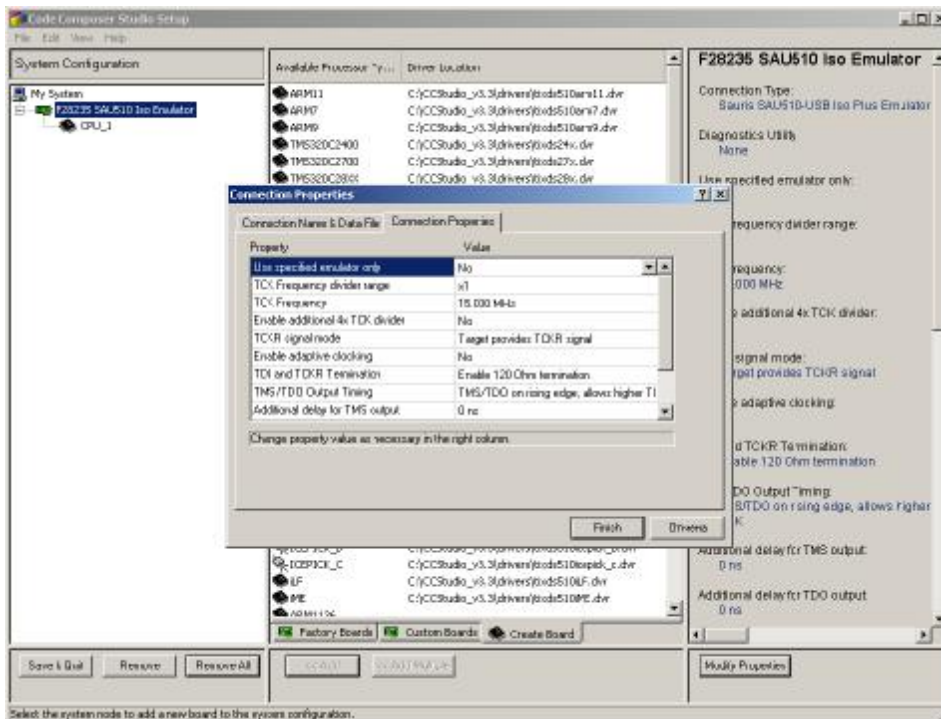 Code Composer Studio Setup
File Edit View Help
System Configuration
My System
F28235 SAU510 Iso Emulator
CPU_1
Available Processor Driver Location
ARM11 C:\CCStudio_v3.3\drivers\tixds510arm11.dvr
ARM7 C:\CCStudio_v3.3\drivers\tixds510arm7.dvr
ARM9 C:\CCStudio_v3.3\drivers\tixds510arm9.dvr
TMS320C2400 C:\CCStudio_v3.3\drivers\tixds24x.dvr
TMS320C2700 C:\CCStudio_v3.3\drivers\tixds27x.dvr
TMS320C28XX C:\CCStudio_v3.3\drivers\tixds28x.dvr
Connection Properties
Connection Name & Data File Connection Properties
Property Value
Use specified emulator only No
TCK Frequency divider range x1
TCK Frequency 15.000 MHz
Enable additional 4x TCK divider No
TCKR signal mode Target provides TCKR signal
Enable adaptive clocking No
TDI and TCKR Termination Enable 120 Ohm termination
TMS/TDO Output Timing TMS/TDO on rising edge, allows higher T
Additional delay for TMS output 0 ns
Change property value as necessary in the right column.
Finish
ICEPICK_C C:\CCStudio_v3.3\drivers\tixds510icepick_c.dvr
iLF C:\CCStudio_v3.3\drivers\tixds510iLF.dvr
iME C:\CCStudio_v3.3\drivers\tixds510iME.dvr
Factory Boards Custom Boards Create Board
F28235 SAU510 Iso Emulator
Connection Type:
Sauris SAU510-USB Iso Plus Emulator
Diagnostics Utility
None
Use specified emulator only:
requency divider range:
requency:
.000 MHz
additional 4x TCK divider:
signal mode:
rget provides TCKR signal
adaptive clocking:
d TCKR Termination:
able 120 Ohm termination
DO Output Timing:
S/TDO on rising edge, allows higher
K
Additional delay for TMS output:
0 ns
Additional delay for TDO output
0 ns
Save & Quit Remove Remove All << Add << Add Multiple Modify Properties
Select the system node to add a new board to the system configuration.